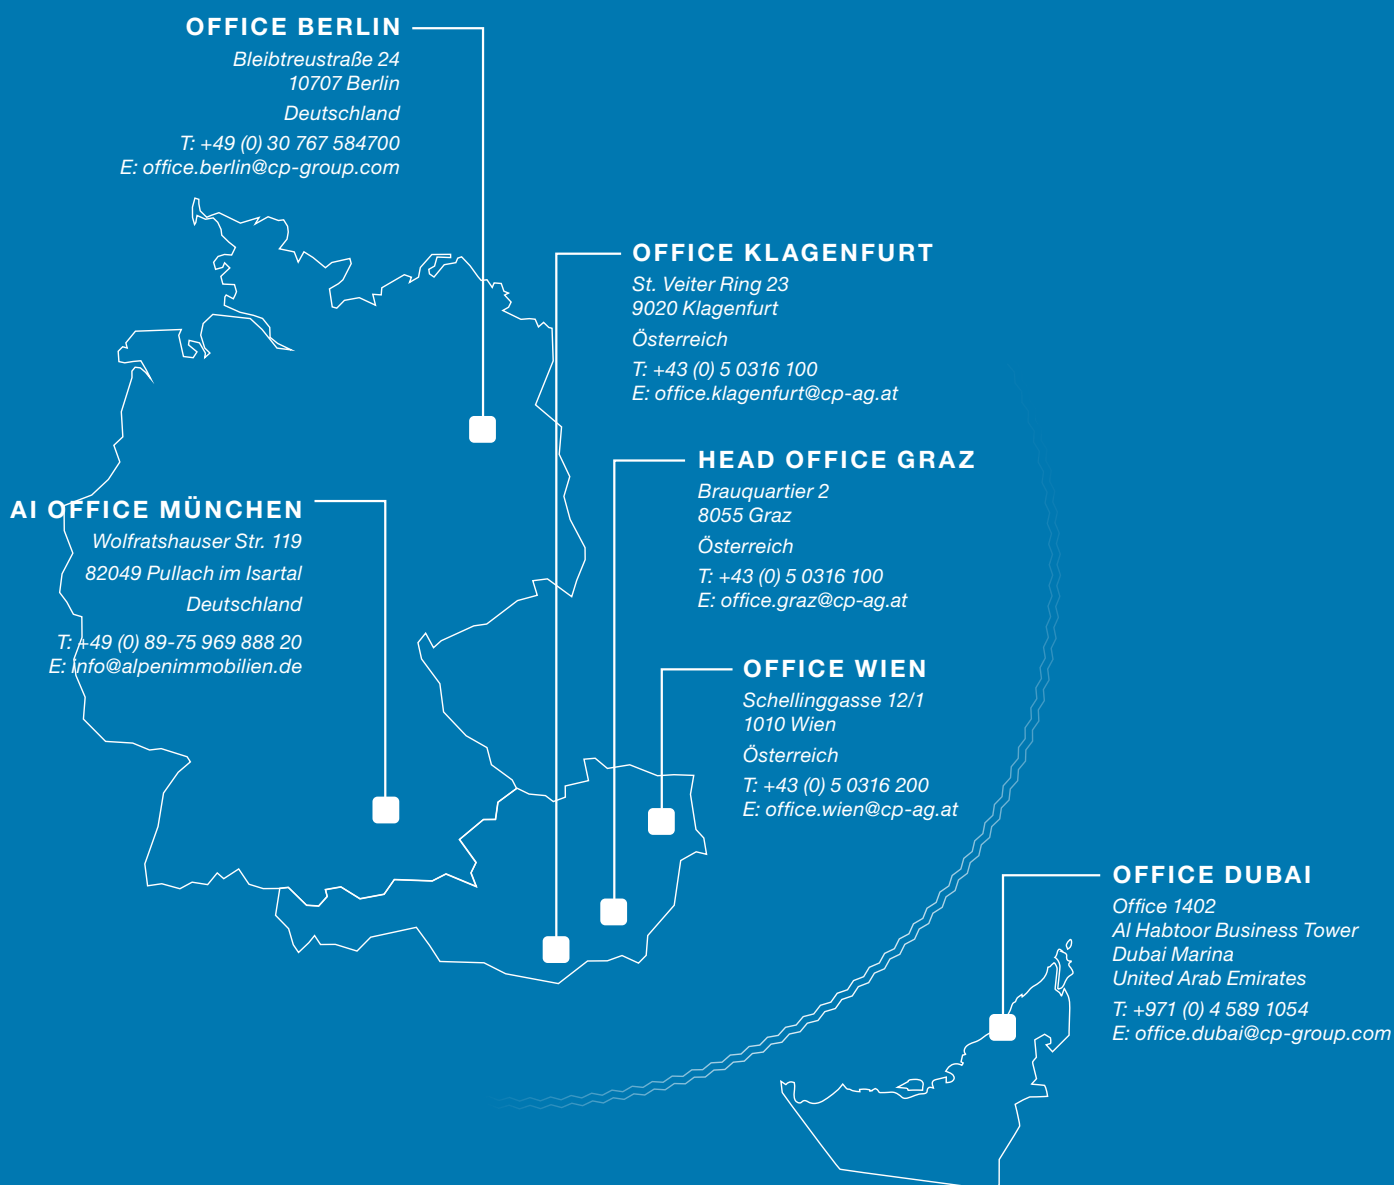 OFFICE BERLIN
Bleibtreustraße 24
10707 Berlin
Deutschland
T: +49 (0) 30 767 584700
E: office.berlin@cp-group.com
OFFICE KLAGENFURT
St. Veiter Ring 23
9020 Klagenfurt
Österreich
T: +43 (0) 5 0316 100
E: office.klagenfurt@cp-ag.at
HEAD OFFICE GRAZ
Brauquartier 2
8055 Graz
Österreich
T: +43 (0) 5 0316 100
E: office.graz@cp-ag.at
AI OFFICE MÜNCHEN
Wolfratshauser Str. 119
82049 Pullach im Isartal
Deutschland
T: +49 (0) 89-75 969 888 20
E: info@alpenimmobilien.de
OFFICE WIEN
Schellinggasse 12/1
1010 Wien
Österreich
T: +43 (0) 5 0316 200
E: office.wien@cp-ag.at
OFFICE DUBAI
Office 1402
Al Habtoor Business Tower
Dubai Marina
United Arab Emirates
T: +971 (0) 4 589 1054
E: office.dubai@cp-group.com